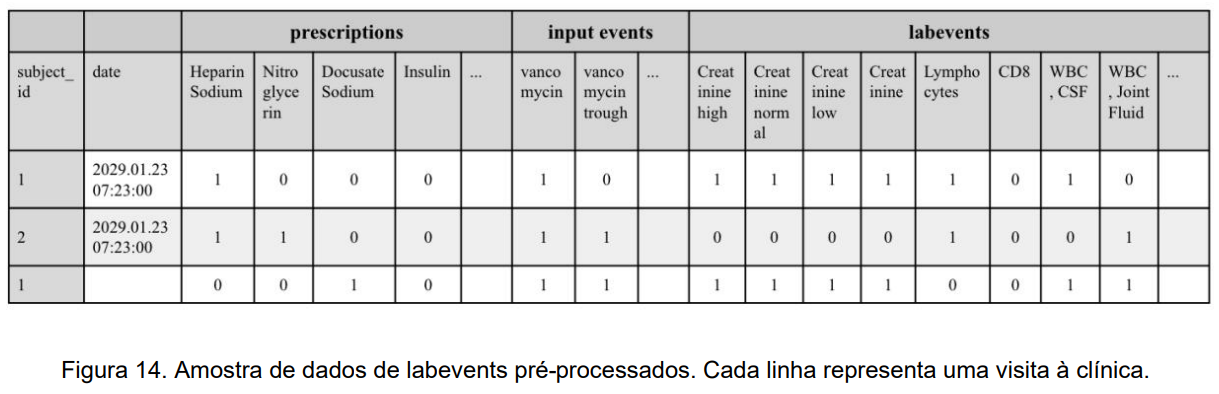 prescriptions input events labevents
subject_ date Heparin Nitro Docusate Insulin ... vanco vanco ... Creat Creat Creat Creat Lympho CD8 WBC WBC ...
id Sodium glyce Sodium mycin mycin inine inine inine inine cytes , CSF , Joint
rin trough high norm low Fluid
al
1 2029.01.23 07:23:00 1 0 0 0 1 0 1 1 1 1 1 0 1 0
2 2029.01.23 07:23:00 1 1 0 0 1 1 0 0 0 0 1 0 0 1
1 0 0 1 0 1 1 1 1 1 1 0 0 1 1
Figura 14. Amostra de dados de labevents pré-processados. Cada linha representa uma visita à clínica.